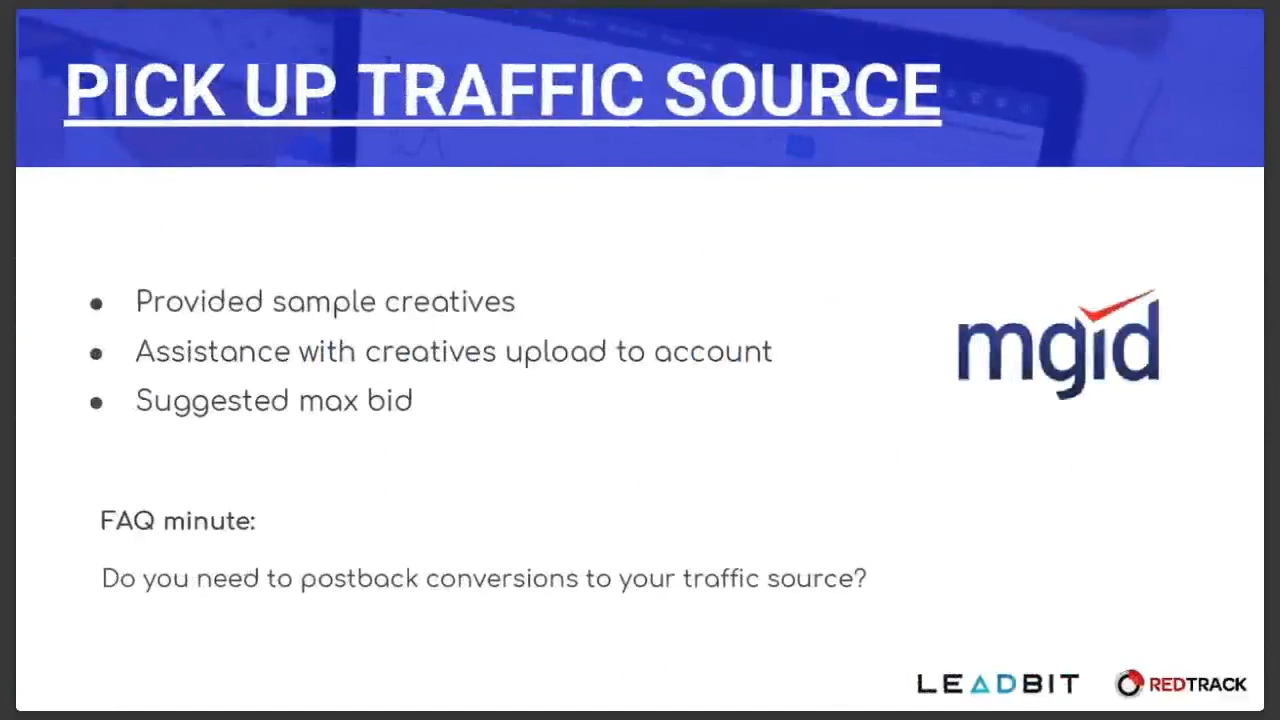 PICK UP TRAFFIC SOURCE
● Provided sample creatives
● Assistance with creatives upload to account
● Suggested max bid
mgid
FAQ minute:
Do you need to postback conversions to your traffic source?
LEADBIT
REDTRACK